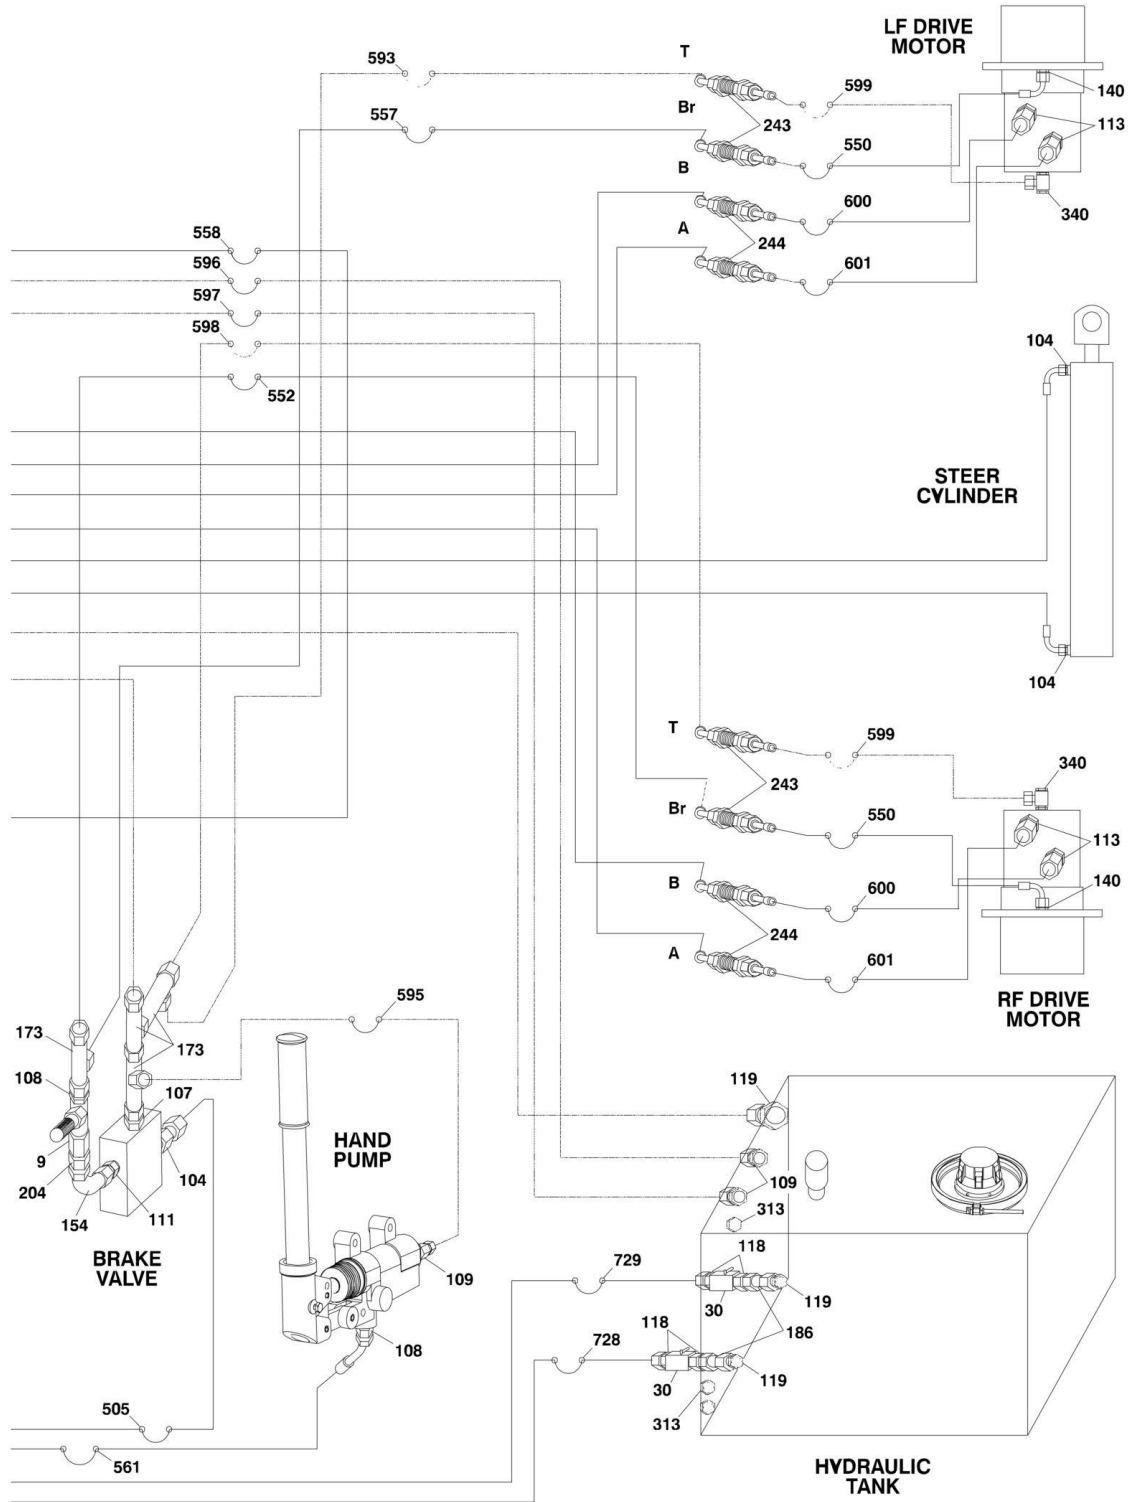 LF DRIVE
MOTOR
593
T
599
140
Br
557
243
113
550
B
600
340
A
244
558
601
596
597
598
104
552
STEER
CYLINDER
104
T
599
340
243
Br
550
113
B
600
140
244
A
601
RF DRIVE
MOTOR
595
173
173
119
108
107
HAND
PUMP
9
104
109
204
313
154
111
BRAKE
VALVE
118
729
109
30
119
118
186
108
728
119
30
505
313
561
HYDRAULIC
TANK